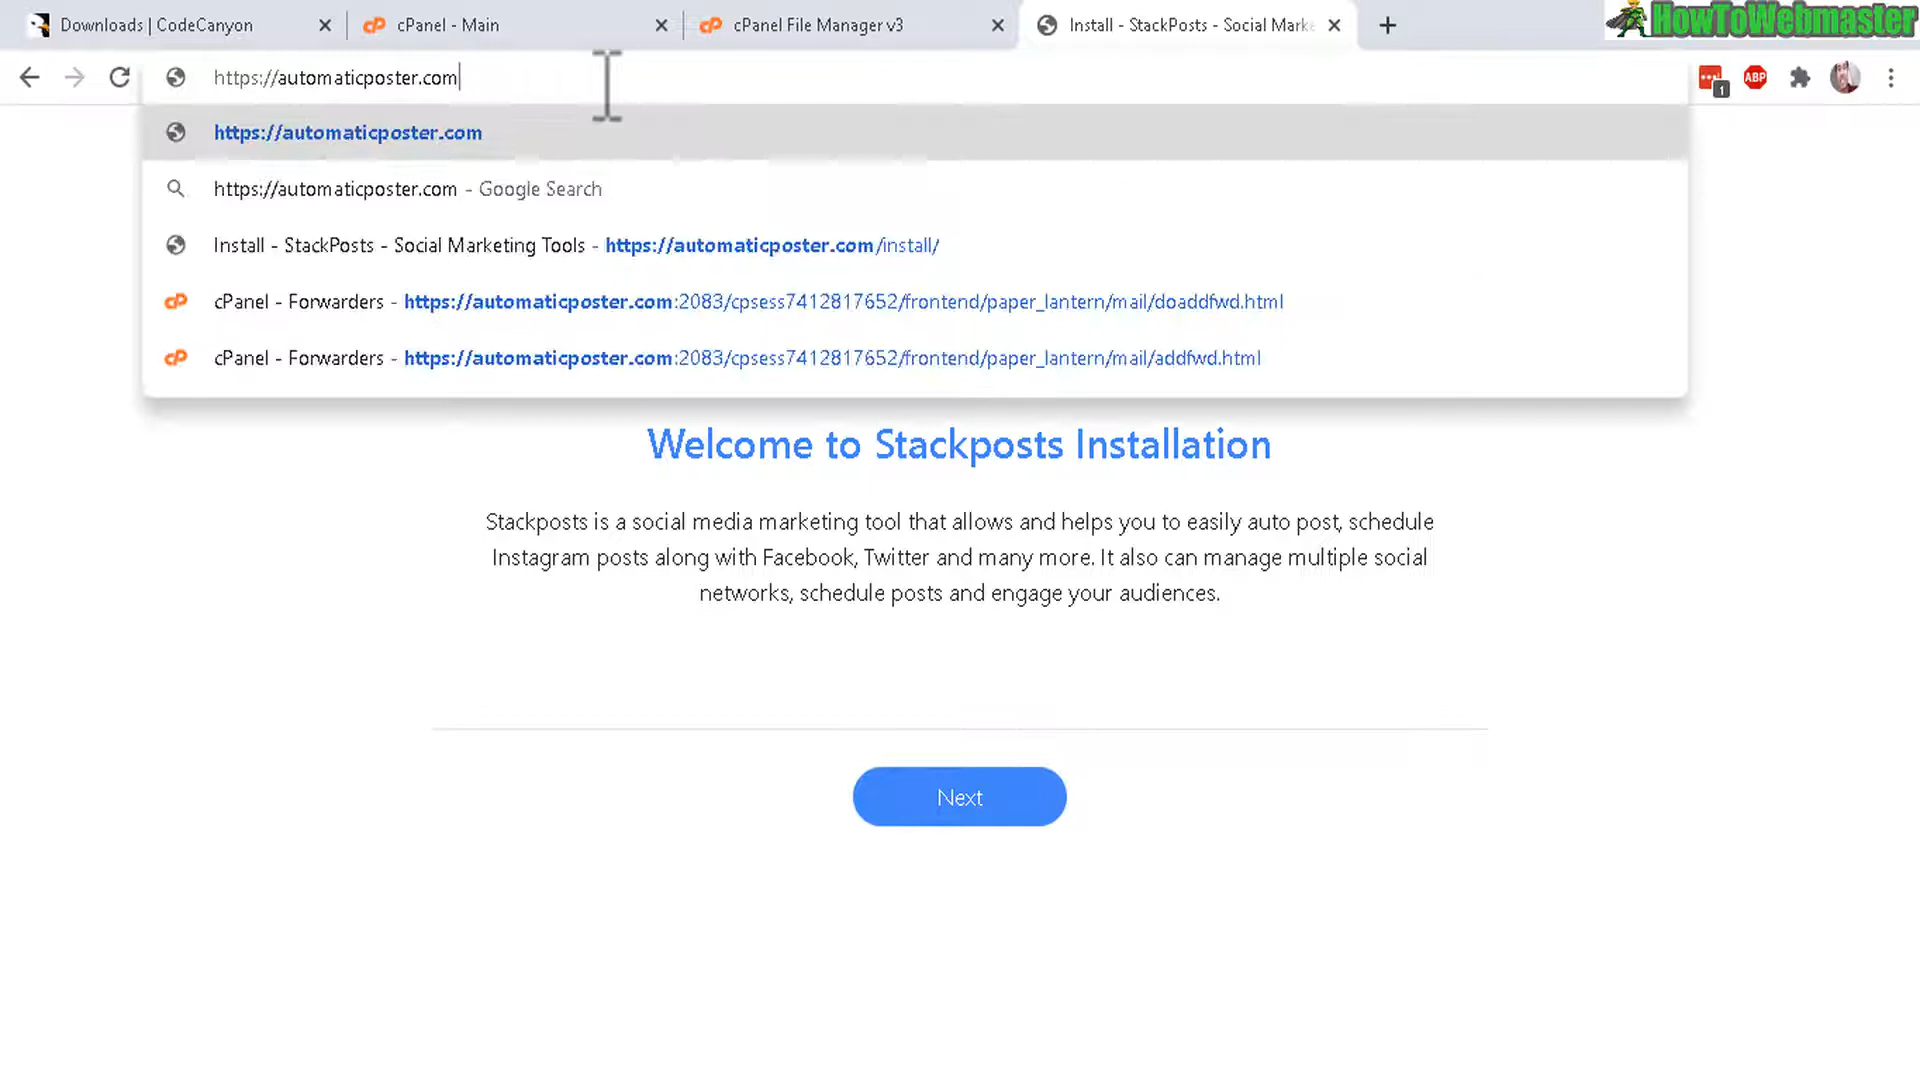 Downloads | CodeCanyon
cPanel - Main
cPanel File Manager v3
Install - StackPosts - Social Marke
HowToWebmaster
https://automaticposter.com
1
ABP
https://automaticposter.com
https://automaticposter.com - Google Search
Install - StackPosts - Social Marketing Tools - https://automaticposter.com/install/
cPanel - Forwarders - https://automaticposter.com:2083/cpsess7412817652/frontend/paper_lantern/mail/doaddfwd.html
cPanel - Forwarders - https://automaticposter.com:2083/cpsess7412817652/frontend/paper_lantern/mail/addfwd.html
Welcome to Stackposts Installation
Stackposts is a social media marketing tool that allows and helps you to easily auto post, schedule
Instagram posts along with Facebook, Twitter and many more. It also can manage multiple social
networks, schedule posts and engage your audiences.
Next